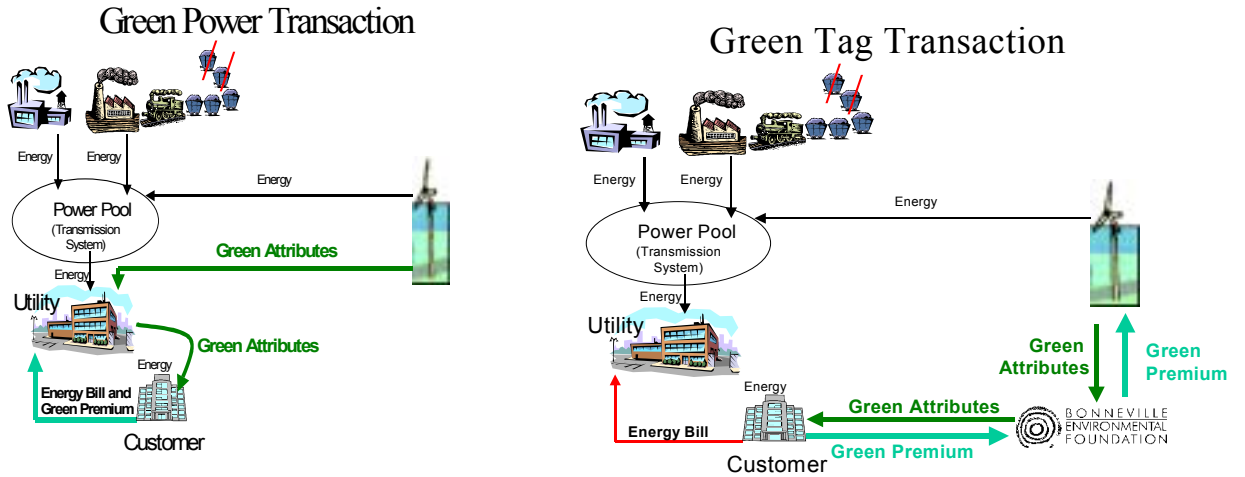 Green Power Transaction
Energy
Energy
Energy
Power Pool
(Transmission
System)
Green Attributes
Energy
Utility
Green Attributes
Energy
Energy Bill and
Green Premium
Customer
Green Tag Transaction
Energy
Energy
Energy
Power Pool
(Transmission
System)
Energy
Utility
Green
Attributes
Green
Premium
Energy
Green Attributes
BONNEVILLE
ENVIRONMENTAL
FOUNDATION
Energy Bill
Green Premium
Customer